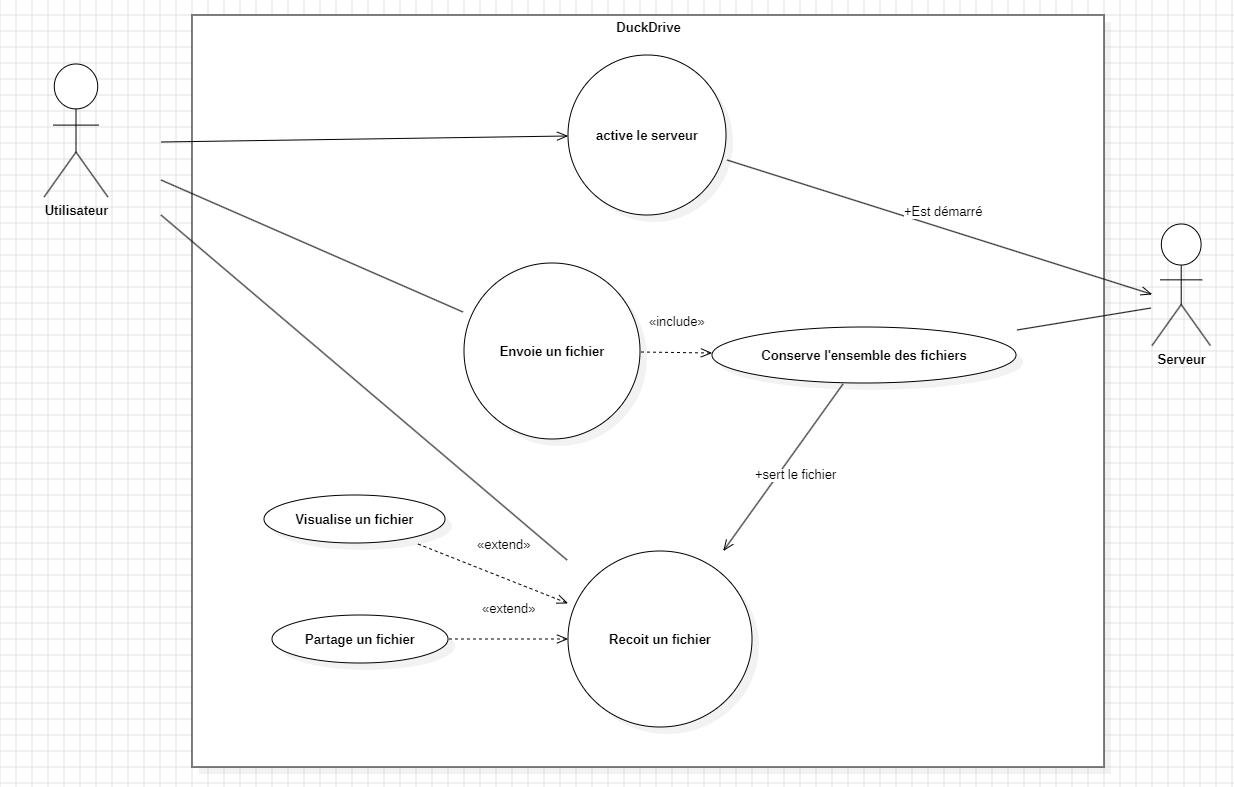 DuckDrive
active le serveur
Utilisateur
+Est démarré
«include»
Envoie un fichier
Conserve l'ensemble des fichiers
Serveur
+sert le fichier
Visualise un fichier
«extend»
«extend»
Partage un fichier
Recoit un fichier